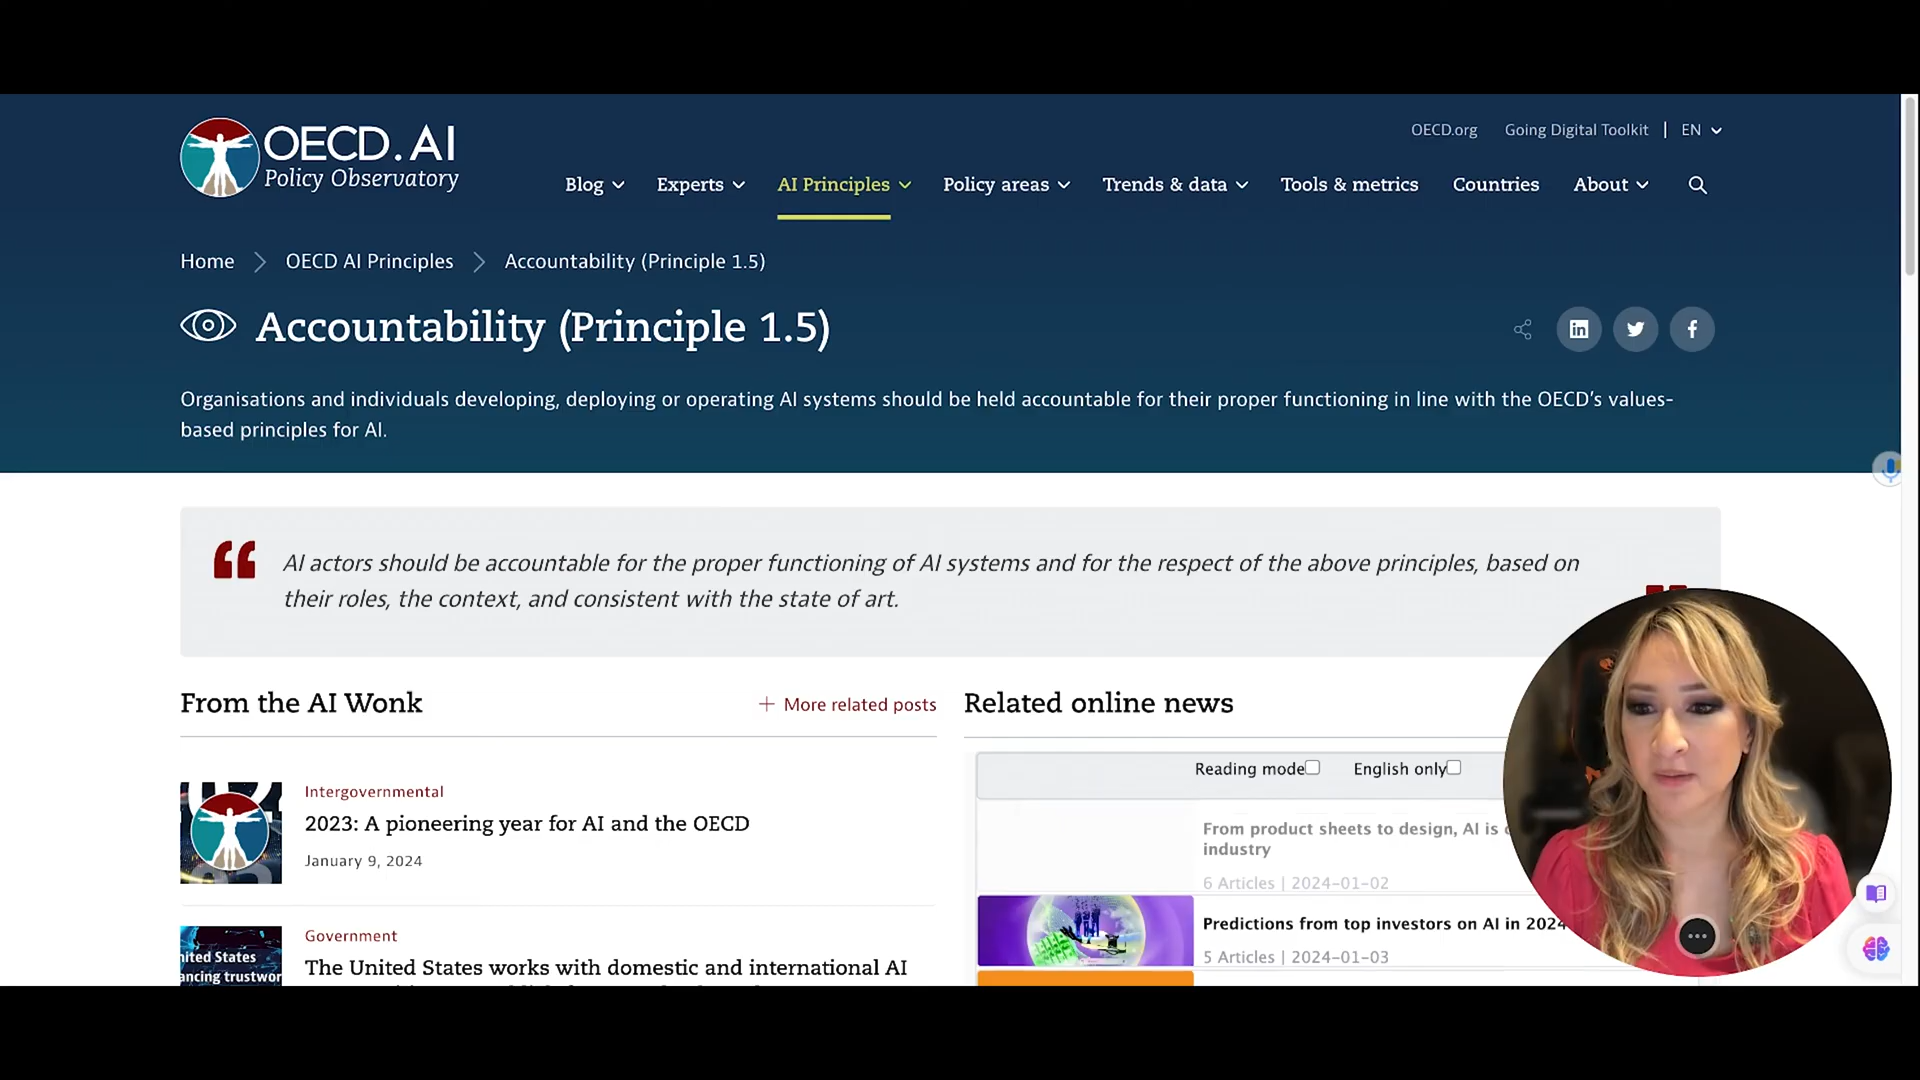 OECD.AI
Policy Observatory
OECD.org Going Digital Toolkit | EN
Blog Experts AI Principles Policy areas Trends & data Tools & metrics Countries About
Home OECD AI Principles Accountability (Principle 1.5)
Accountability (Principle 1.5)
Organisations and individuals developing, deploying or operating AI systems should be held accountable for their proper functioning in line with the OECD's values-
based principles for AI.
AI actors should be accountable for the proper functioning of AI systems and for the respect of the above principles, based on
their roles, the context, and consistent with the state of art.
From the AI Wonk
+ More related posts
Intergovernmental
2023: A pioneering year for AI and the OECD
January 9, 2024
Government
The United States works with domestic and international AI
nited States
ancing trustwor
Related online news
Reading mode English only
From product sheets to design, AI is
industry
6 Articles | 2024-01-02
Predictions from top investors on AI in 2024
5 Articles | 2024-01-03